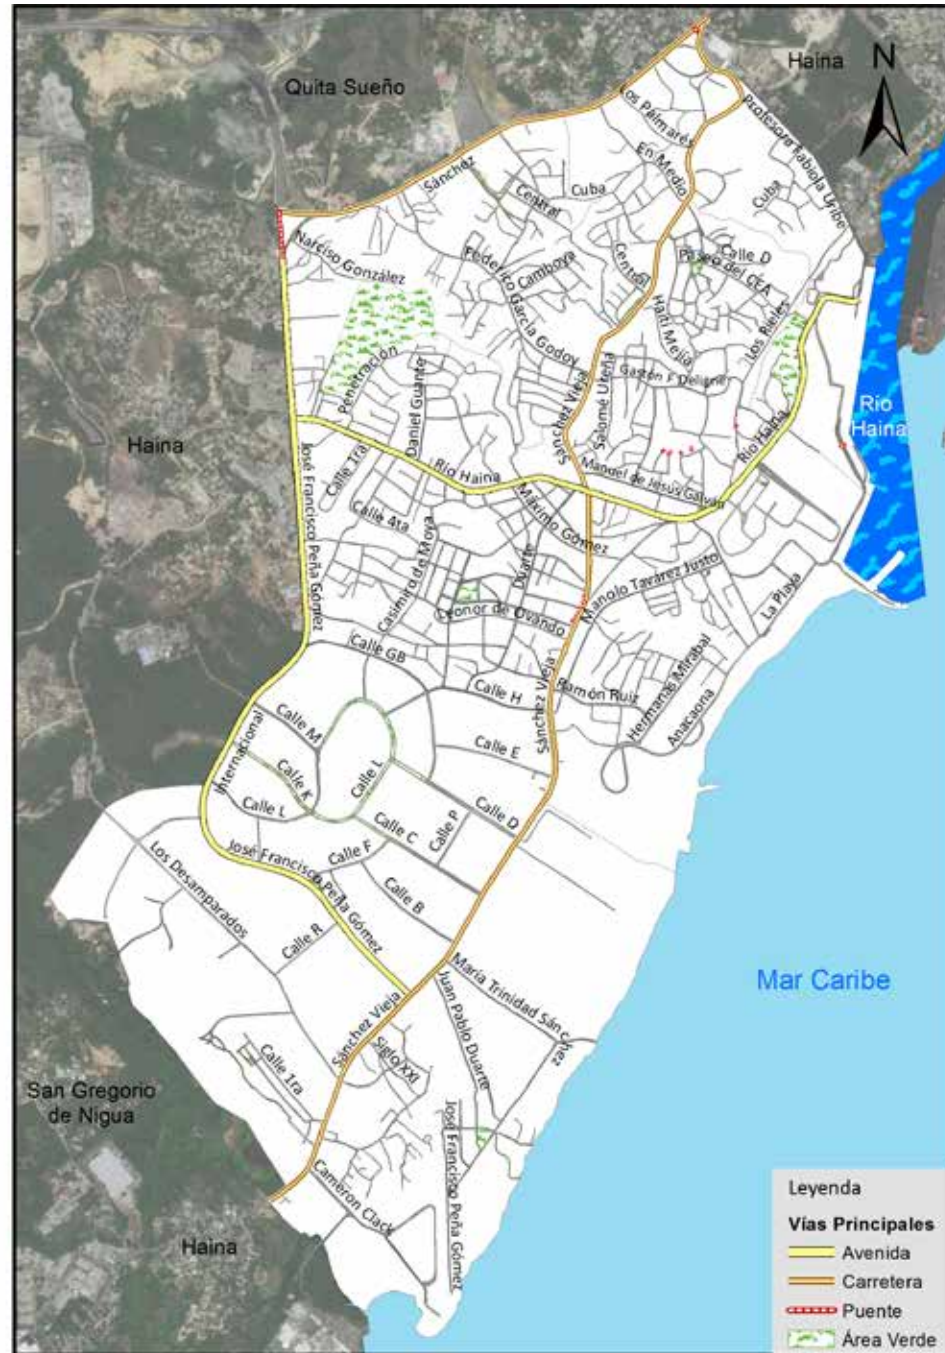 Haina
N
Quita Sueño
Los Palmares
Profesora Fabiola Uribe
En Medio
Sánchez
Cuba
Central
Cuba
Narciso González
Federico García Godoy
Camboya
Central
Calle D
Paseo del CEA
Haití Mejía
Los Rieles
Penetración
Daniel Guante
Sánchez Vieja
Salomé Ureña
Gastón F Deligne
Río
Haina
Haina
José Francisco Peña Gómez
Calle 1ra
Río Haina
Manuel de Jesús Galván
Río Haina
Calle 4ta
Máximo Gómez
Casimiro de Moya
Duarte
Leonor de Ovando
Manolo Tavárez Justo
La Playa
Calle GB
Sánchez Vieja
Calle H
Ramón Ruiz
Hermanas Mirabal
Anacaona
Internacional
Calle M
Calle E
Calle K
Calle L
Calle L
Calle C
Calle P
Calle D
José Francisco Peña Gómez
Calle F
Calle B
Los Desamparados
Calle R
Mar Caribe
María Trinidad Sánchez
Juan Pablo Duarte
Sánchez Vieja
Siglo XXI
Calle 1ra
San Gregorio
de Nigua
José Francisco Peña Gómez
Cameron Clack
Haina
Leyenda
Vías Principales
Avenida
Carretera
Puente
Área Verde